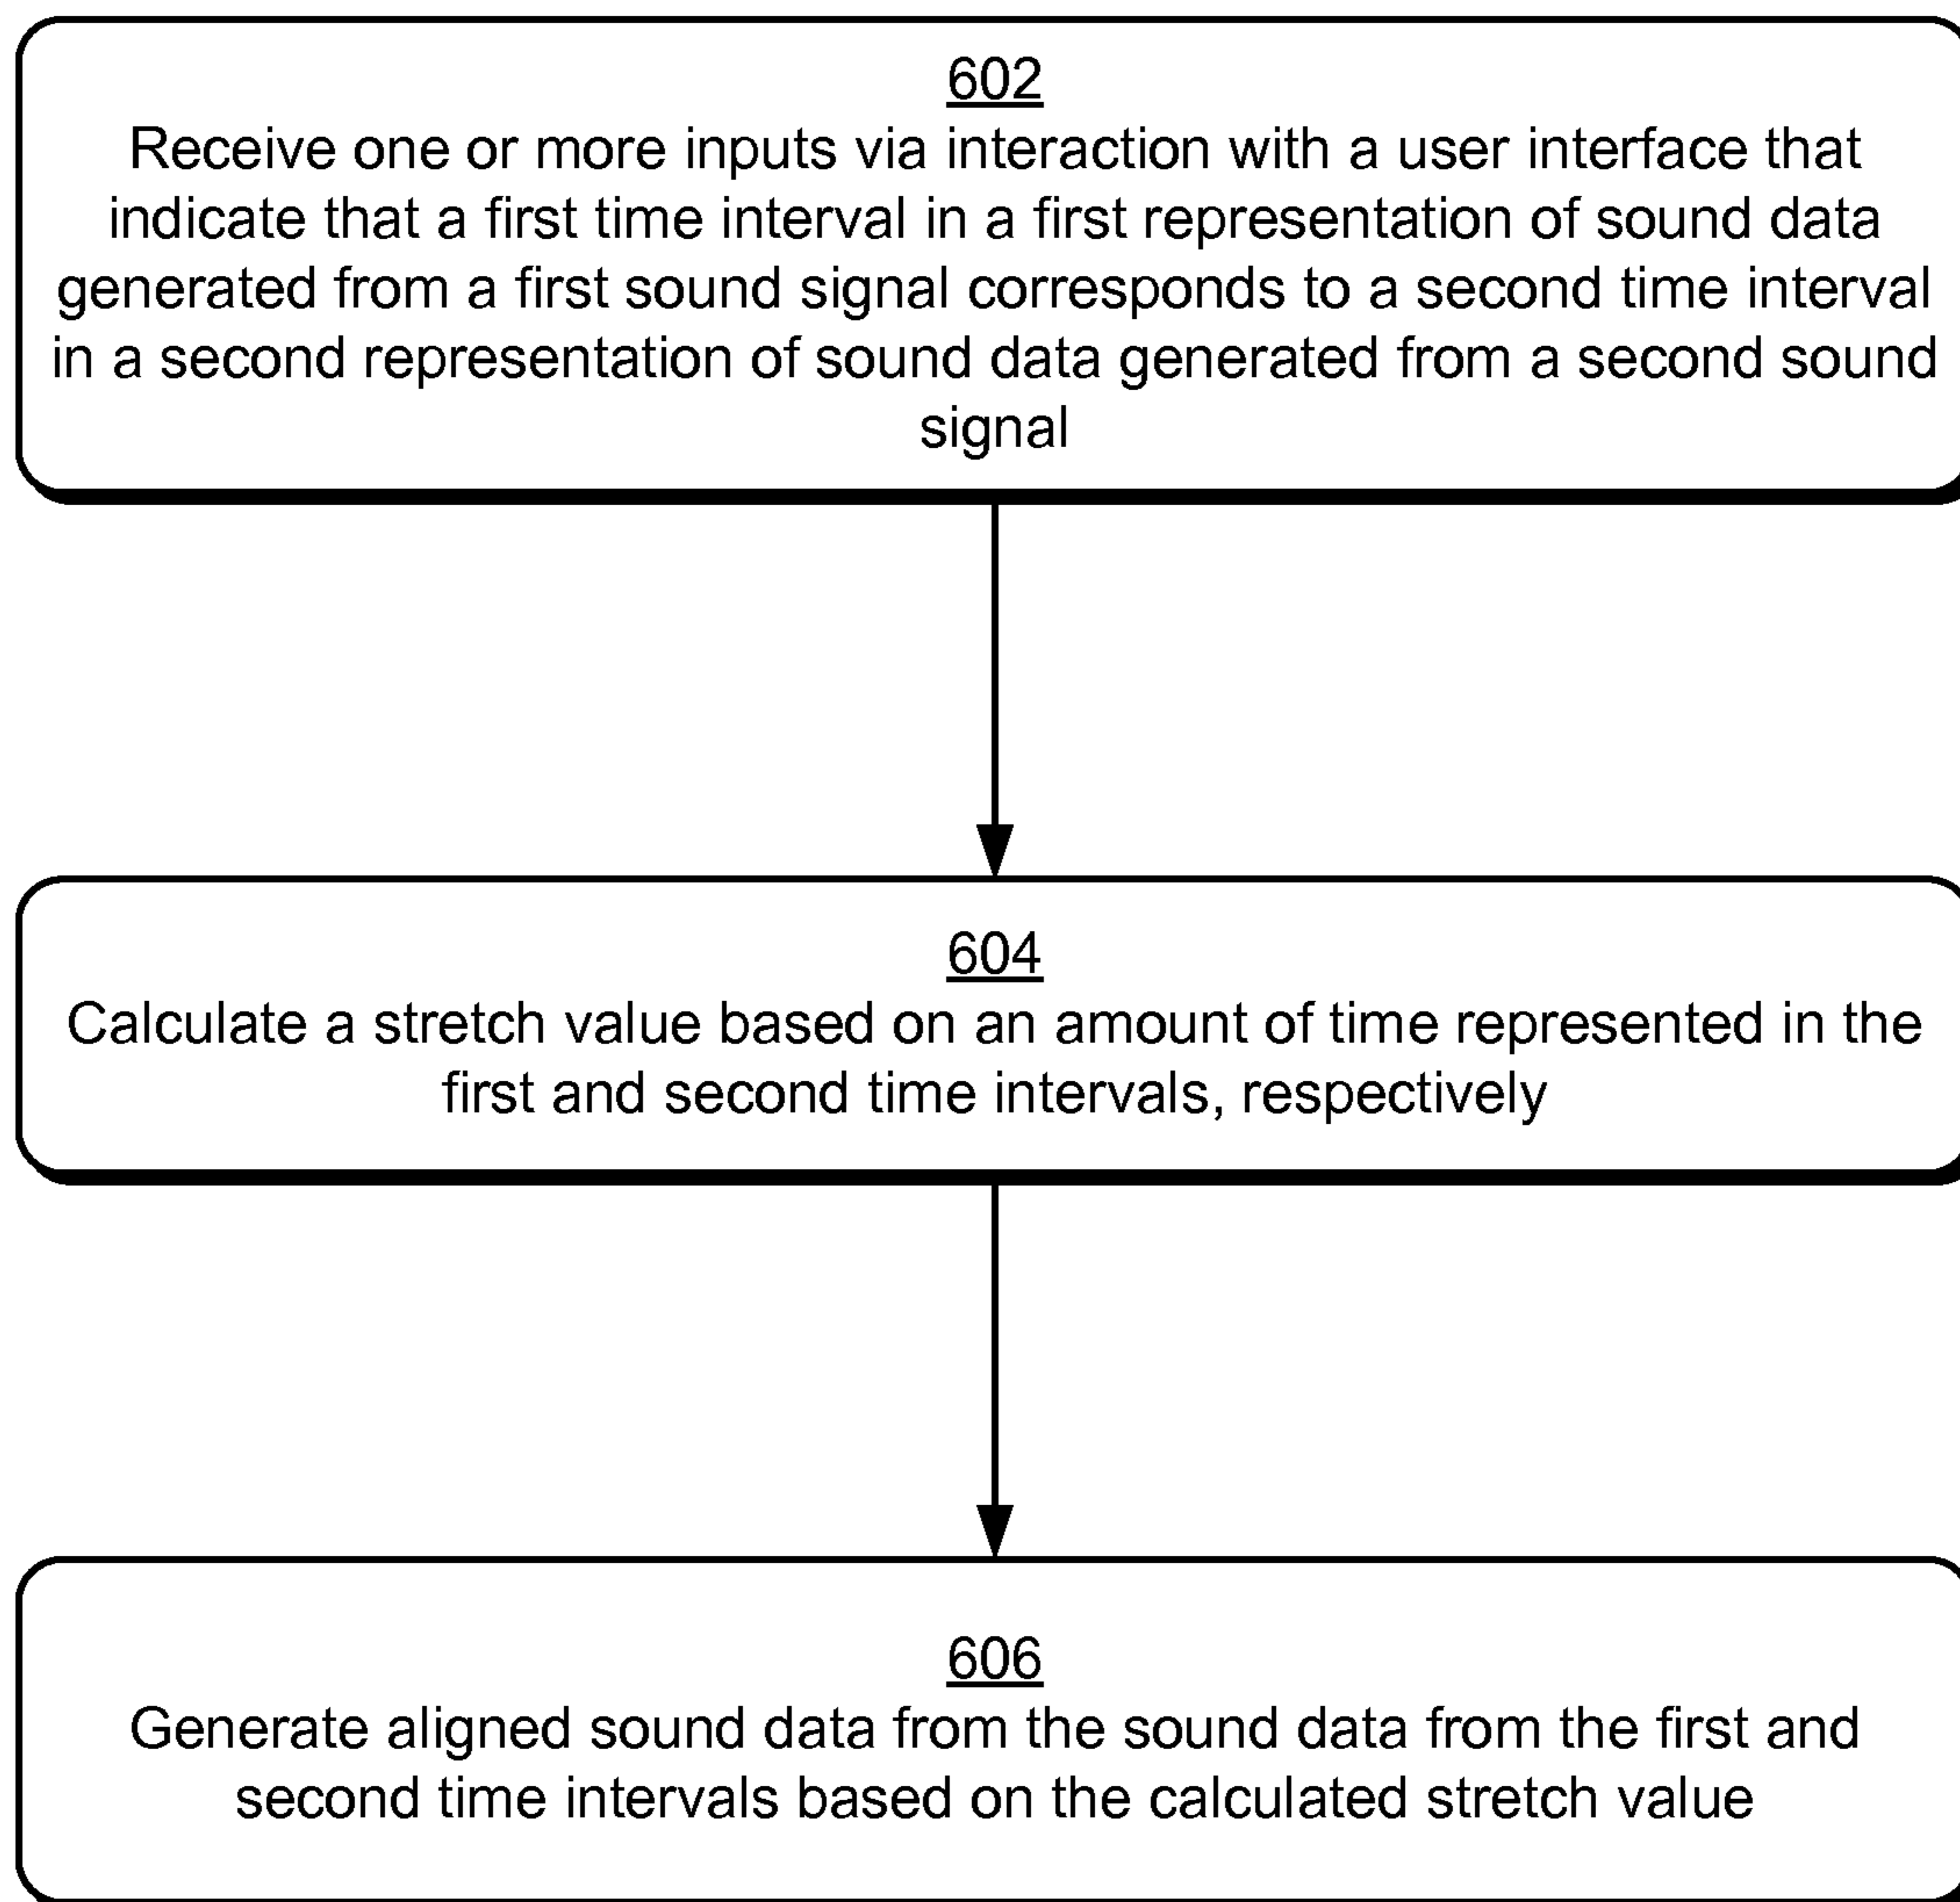 602
Receive one or more inputs via interaction with a user interface that
indicate that a first time interval in a first representation of sound data
generated from a first sound signal corresponds to a second time interval
in a second representation of sound data generated from a second sound
signal
604
Calculate a stretch value based on an amount of time represented in the
first and second time intervals, respectively
606
Generate aligned sound data from the sound data from the first and
second time intervals based on the calculated stretch value